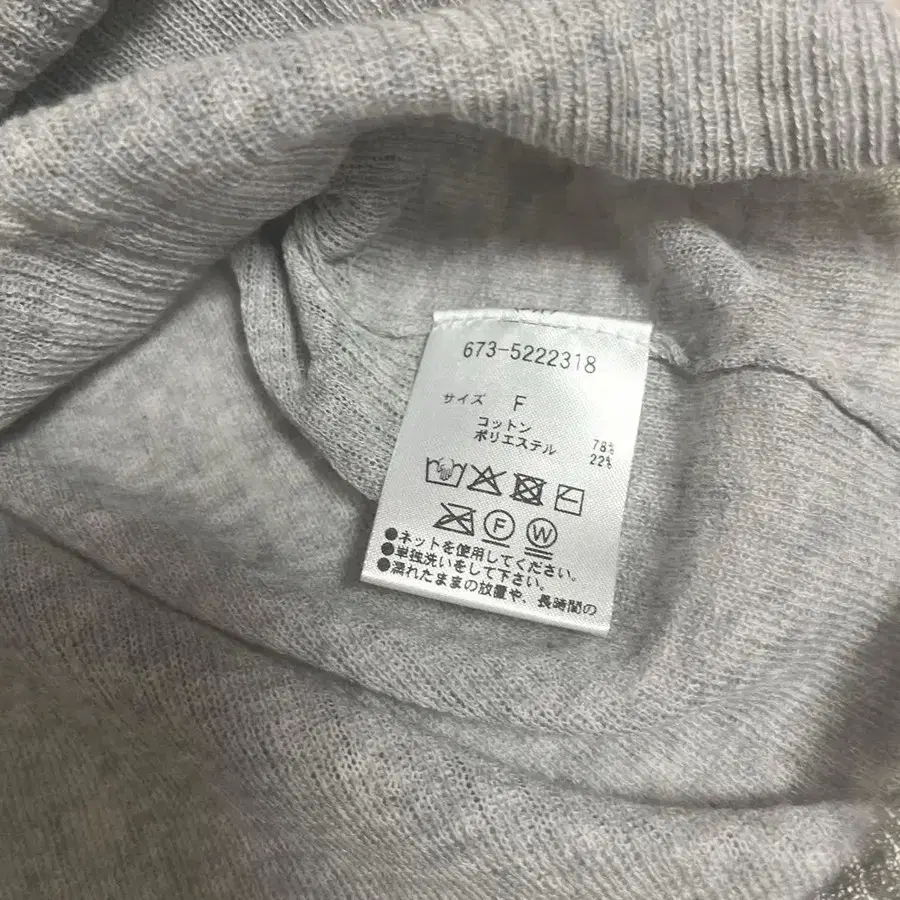 673-5222318
サイズ F
コットン 78%
ポリエステル 22%
F W
●ネットを使用してください。
●単独洗いをして下さい。
●濡れたままの放置や、長時間の